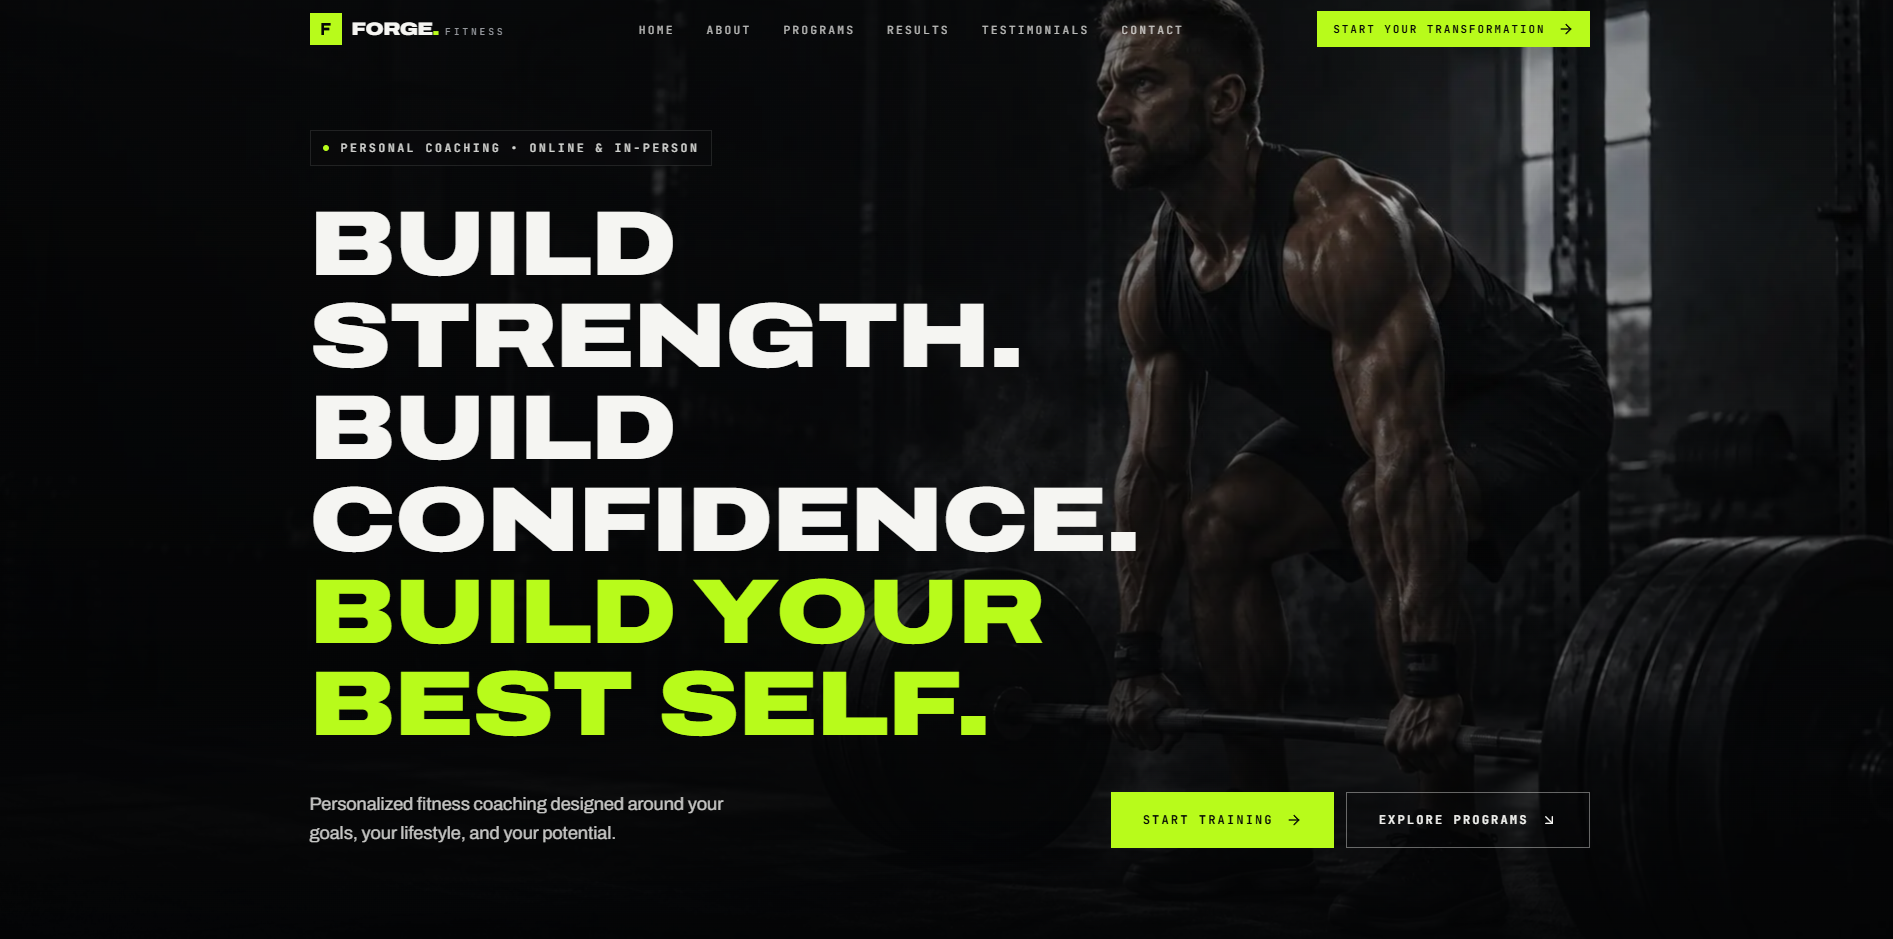 F FORGE. FITNESS HOME ABOUT PROGRAMS RESULTS TESTIMONIALS CONTACT START YOUR TRANSFORMATION →
PERSONAL COACHING • ONLINE & IN-PERSON
BUILD
STRENGTH.
BUILD
CONFIDENCE.
BUILD YOUR
BEST SELF.
Personalized fitness coaching designed around your
goals, your lifestyle, and your potential.
START TRAINING →
EXPLORE PROGRAMS ↘